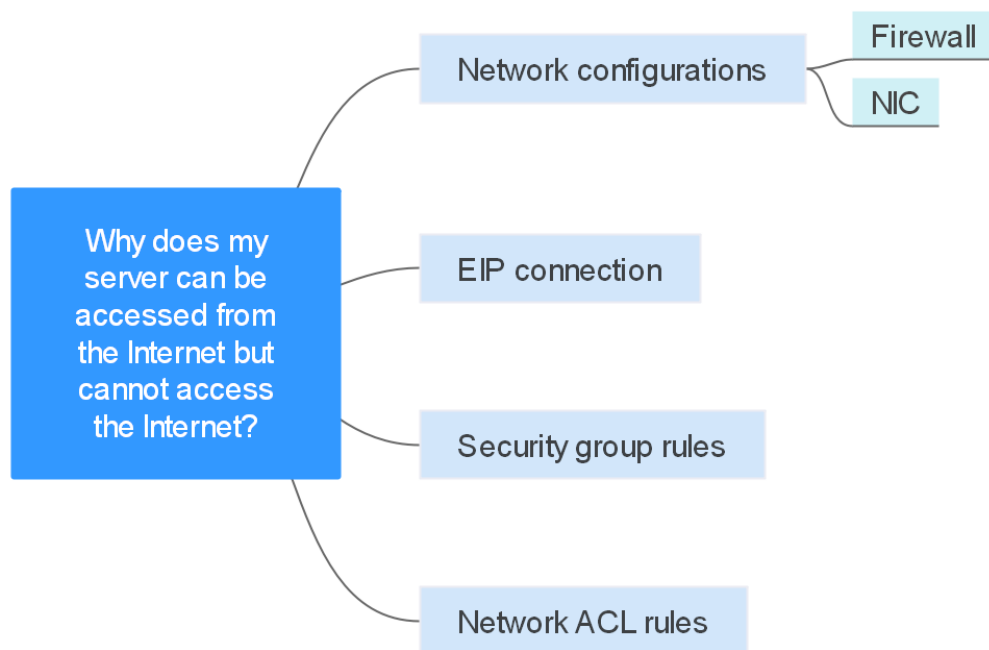 Why does my
server can be
accessed from
the Internet but
cannot access
the Internet?
Network configurations
Firewall
NIC
EIP connection
Security group rules
Network ACL rules